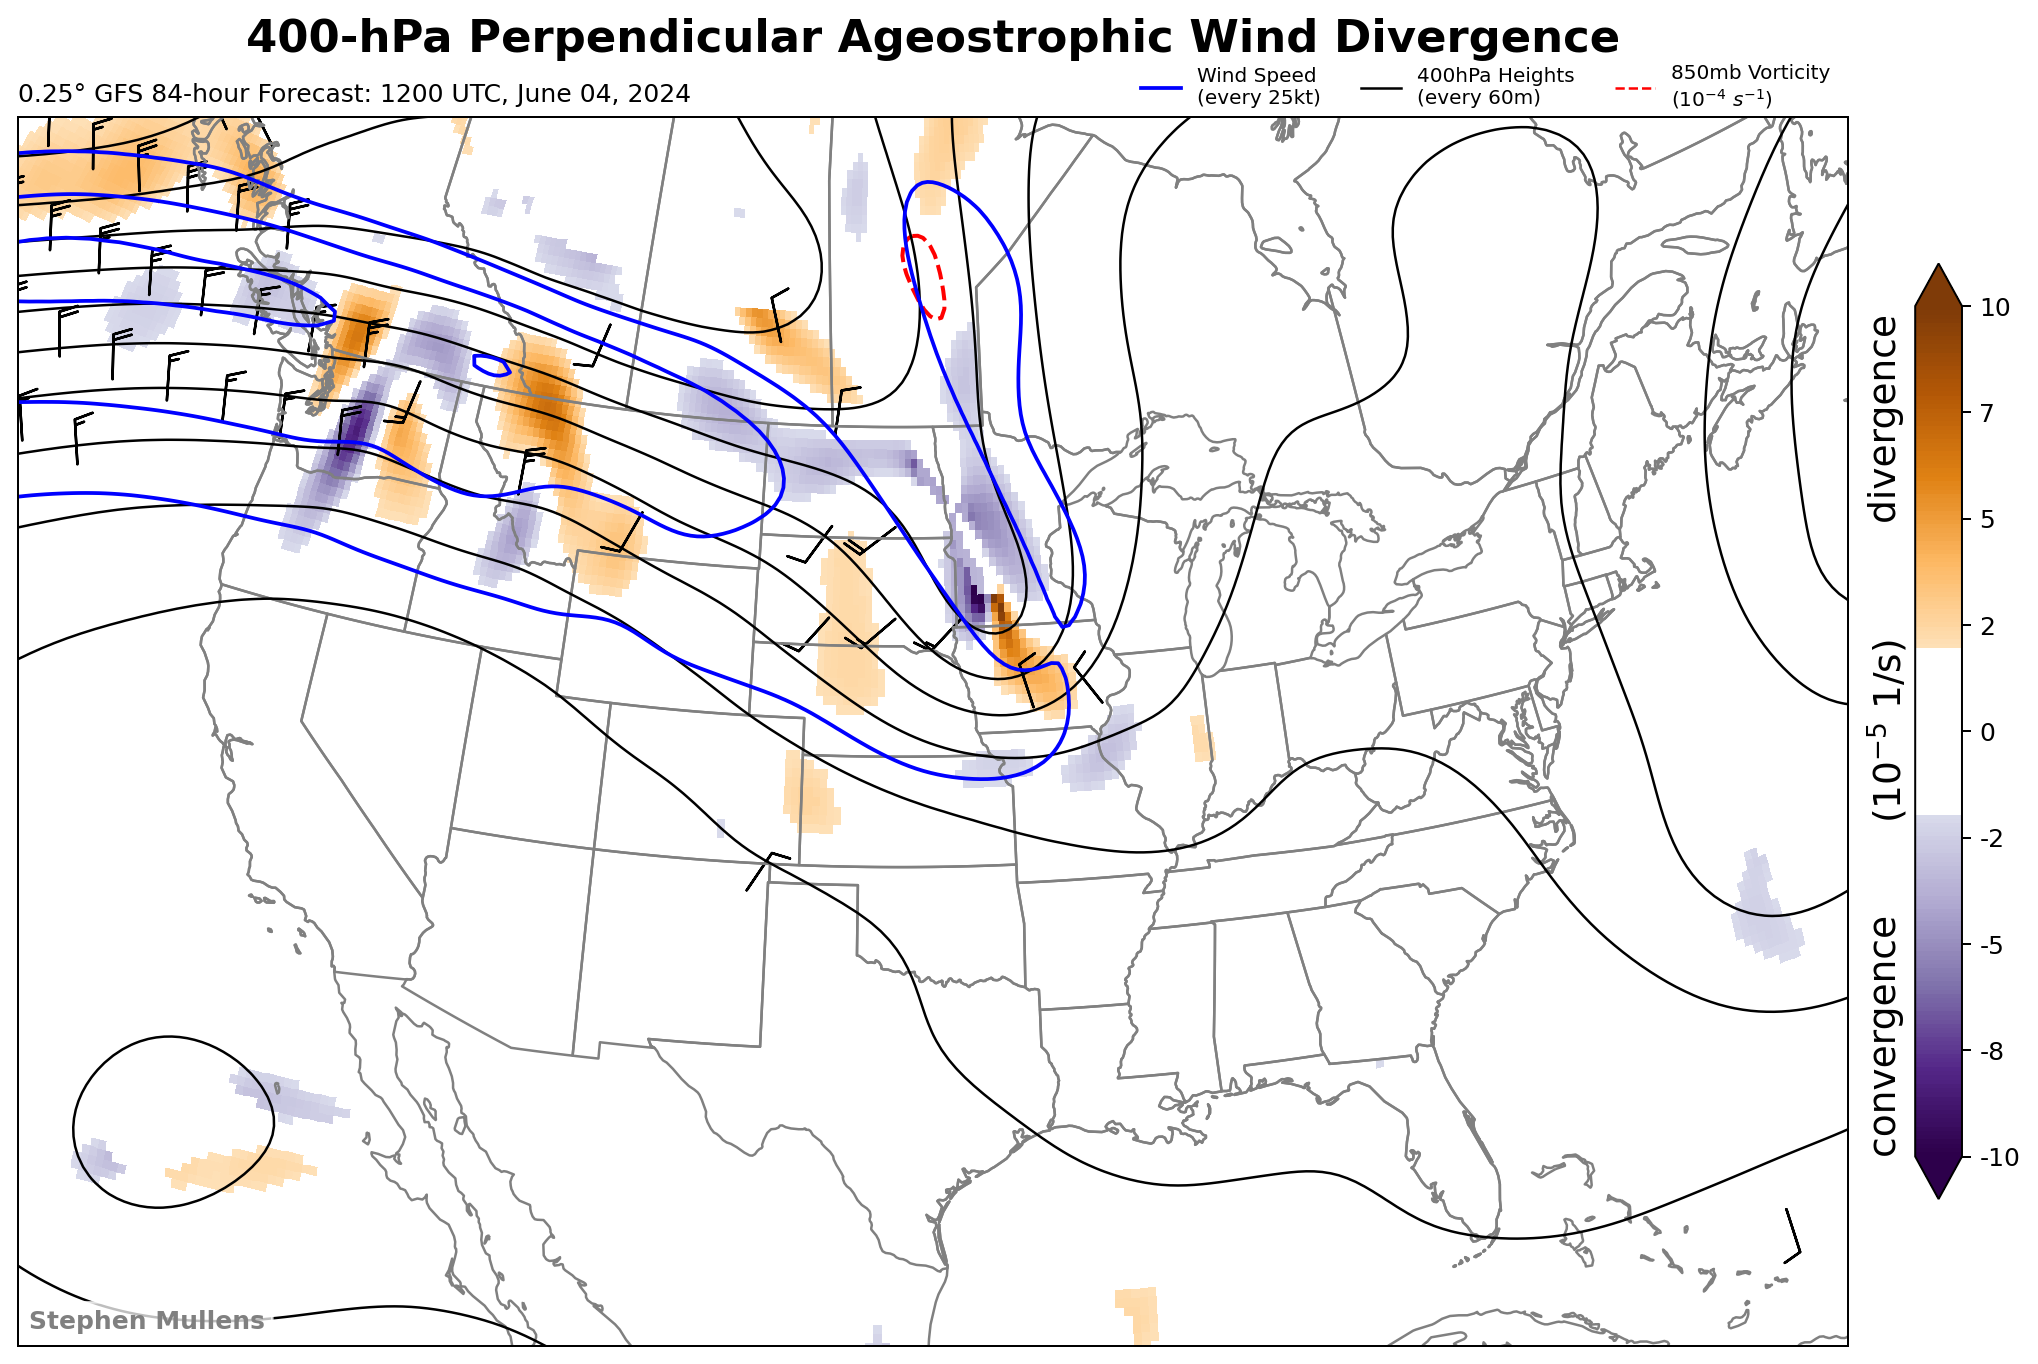 400-hPa Perpendicular Ageostrophic Wind Divergence
0.25° GFS 84-hour Forecast: 1200 UTC, June 04, 2024
Wind Speed
(every 25kt)
400hPa Heights
(every 60m)
850mb Vorticity
(10⁻⁴ s⁻¹)
10
7
5
2
0
-2
-5
-8
-10
convergence (10⁻⁵ 1/s) divergence
Stephen Mullens